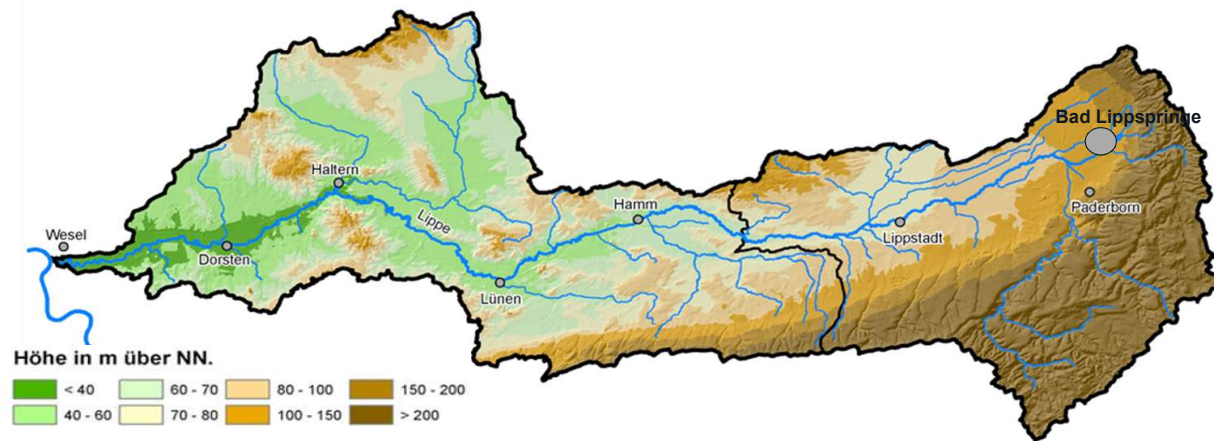 Bad Lippspringe
Haltern
Paderborn
Hamm
Lippe
Lippstadt
Wesel
Dorsten
Lünen
Höhe in m über NN.
< 40
60 - 70
80 - 100
150 - 200
40 - 60
70 - 80
100 - 150
> 200